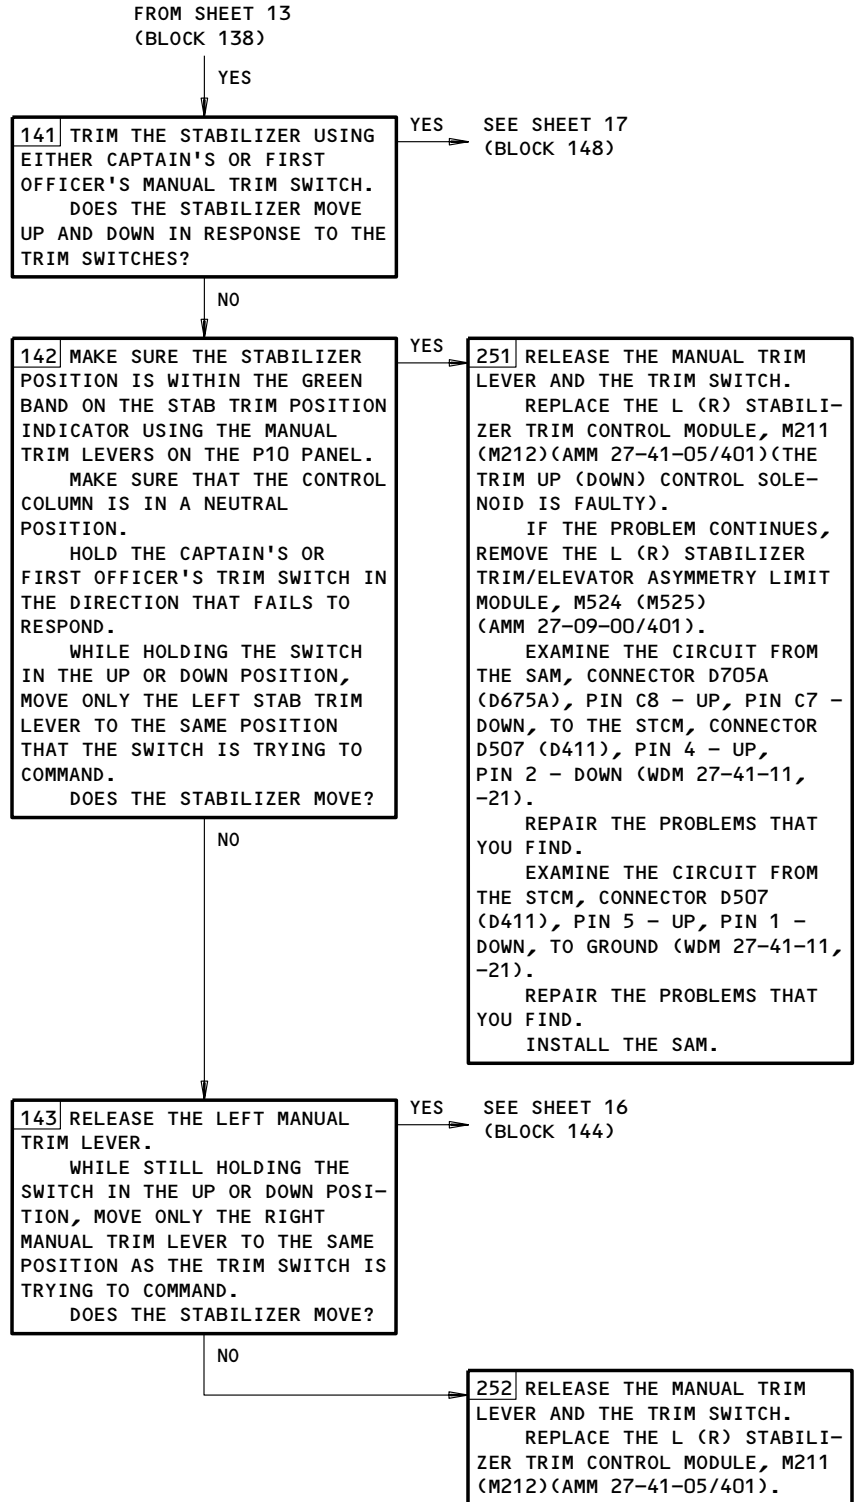 FROM SHEET 13
(BLOCK 138)
YES
141 TRIM THE STABILIZER USING
EITHER CAPTAIN'S OR FIRST
OFFICER'S MANUAL TRIM SWITCH.
DOES THE STABILIZER MOVE
UP AND DOWN IN RESPONSE TO THE
TRIM SWITCHES?
YES
SEE SHEET 17
(BLOCK 148)
NO
142 MAKE SURE THE STABILIZER
POSITION IS WITHIN THE GREEN
BAND ON THE STAB TRIM POSITION
INDICATOR USING THE MANUAL
TRIM LEVERS ON THE P10 PANEL.
MAKE SURE THAT THE CONTROL
COLUMN IS IN A NEUTRAL
POSITION.
HOLD THE CAPTAIN'S OR
FIRST OFFICER'S TRIM SWITCH IN
THE DIRECTION THAT FAILS TO
RESPOND.
WHILE HOLDING THE SWITCH
IN THE UP OR DOWN POSITION,
MOVE ONLY THE LEFT STAB TRIM
LEVER TO THE SAME POSITION
THAT THE SWITCH IS TRYING TO
COMMAND.
DOES THE STABILIZER MOVE?
YES
251 RELEASE THE MANUAL TRIM
LEVER AND THE TRIM SWITCH.
REPLACE THE L (R) STABILI-
ZER TRIM CONTROL MODULE, M211
(M212)(AMM 27-41-05/401)(THE
TRIM UP (DOWN) CONTROL SOLE-
NOID IS FAULTY).
IF THE PROBLEM CONTINUES,
REMOVE THE L (R) STABILIZER
TRIM/ELEVATOR ASYMMETRY LIMIT
MODULE, M524 (M525)
(AMM 27-09-00/401).
EXAMINE THE CIRCUIT FROM
THE SAM, CONNECTOR D705A
(D675A), PIN C8 - UP, PIN C7 -
DOWN, TO THE STCM, CONNECTOR
D507 (D411), PIN 4 - UP,
PIN 2 - DOWN (WDM 27-41-11,
-21).
REPAIR THE PROBLEMS THAT
YOU FIND.
EXAMINE THE CIRCUIT FROM
THE STCM, CONNECTOR D507
(D411), PIN 5 - UP, PIN 1 -
DOWN, TO GROUND (WDM 27-41-11,
-21).
REPAIR THE PROBLEMS THAT
YOU FIND.
INSTALL THE SAM.
NO
143 RELEASE THE LEFT MANUAL
TRIM LEVER.
WHILE STILL HOLDING THE
SWITCH IN THE UP OR DOWN POSI-
TION, MOVE ONLY THE RIGHT
MANUAL TRIM LEVER TO THE SAME
POSITION AS THE TRIM SWITCH IS
TRYING TO COMMAND.
DOES THE STABILIZER MOVE?
YES
SEE SHEET 16
(BLOCK 144)
NO
252 RELEASE THE MANUAL TRIM
LEVER AND THE TRIM SWITCH.
REPLACE THE L (R) STABILI-
ZER TRIM CONTROL MODULE, M211
(M212)(AMM 27-41-05/401).